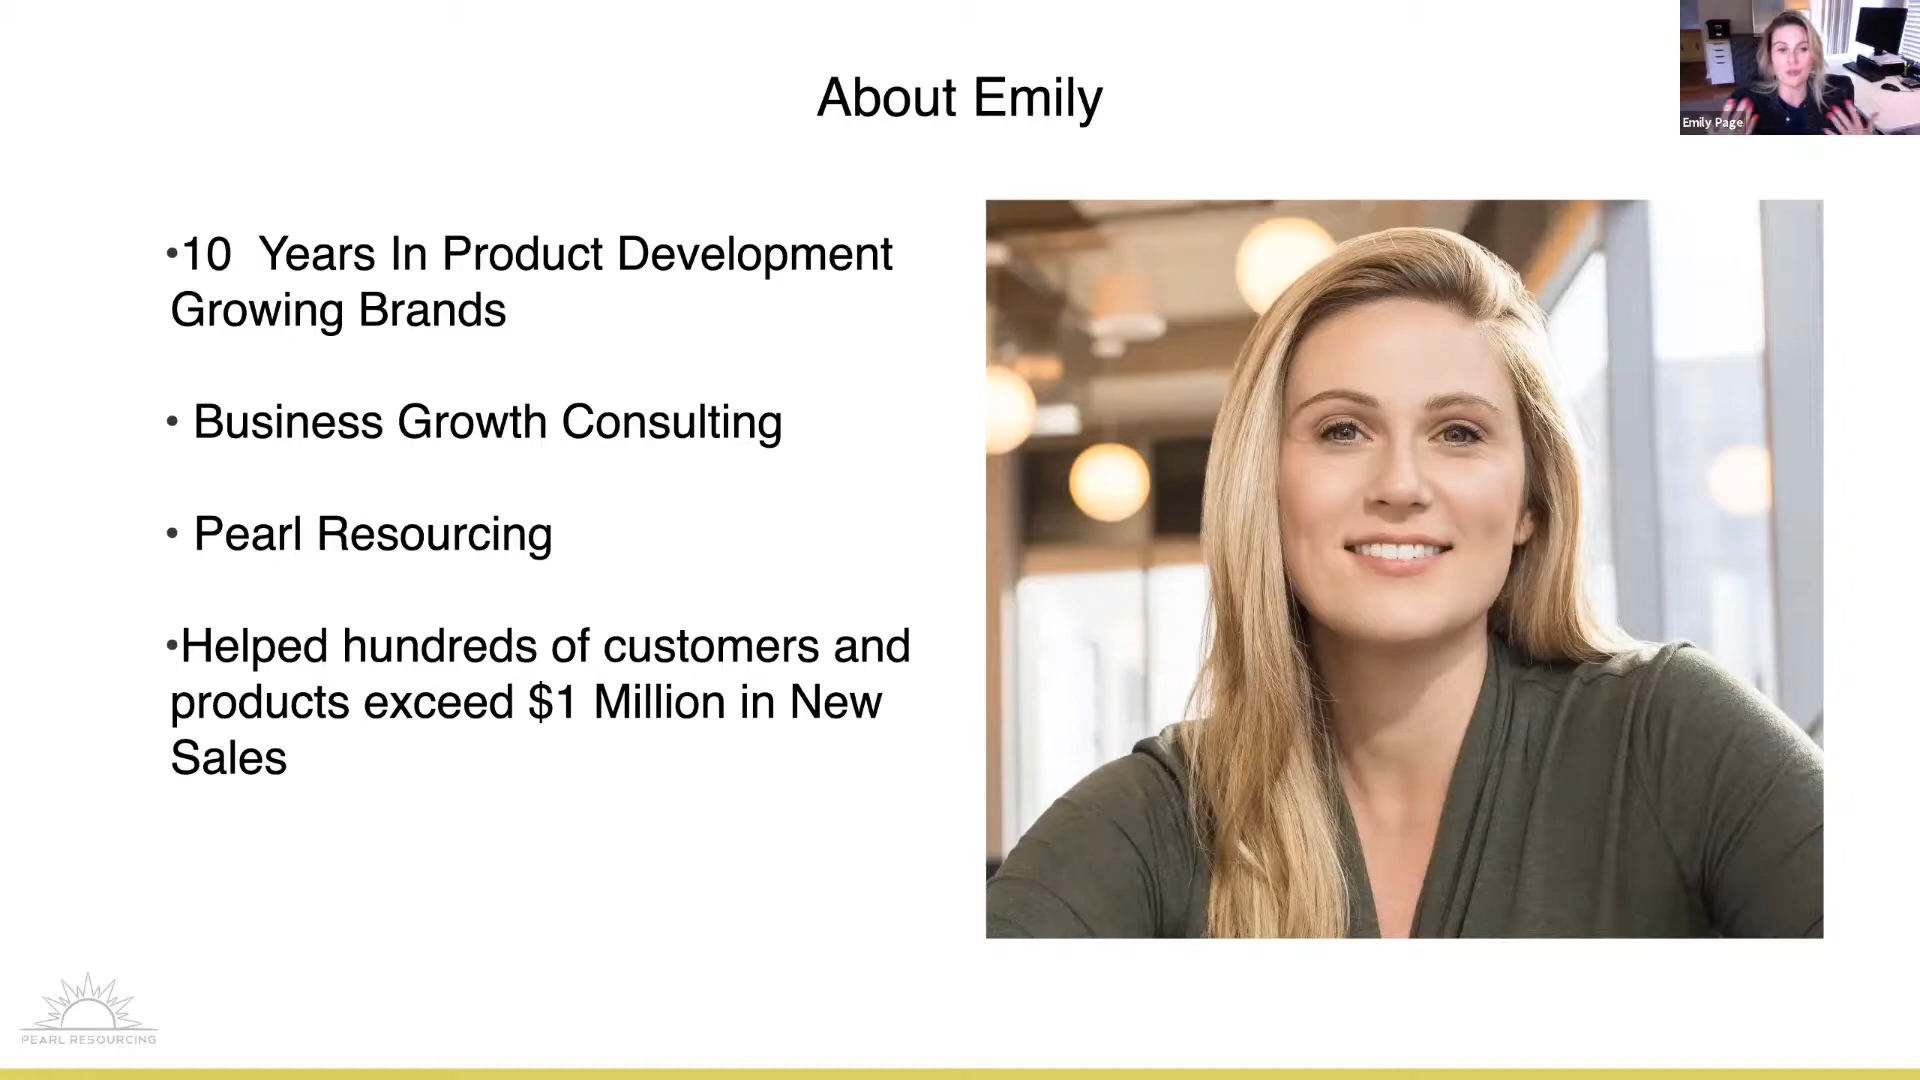 About Emily
Emily Page
•10  Years In Product Development
Growing Brands
• Business Growth Consulting
• Pearl Resourcing
•Helped hundreds of customers and
products exceed $1 Million in New
Sales
PEARL RESOURCING